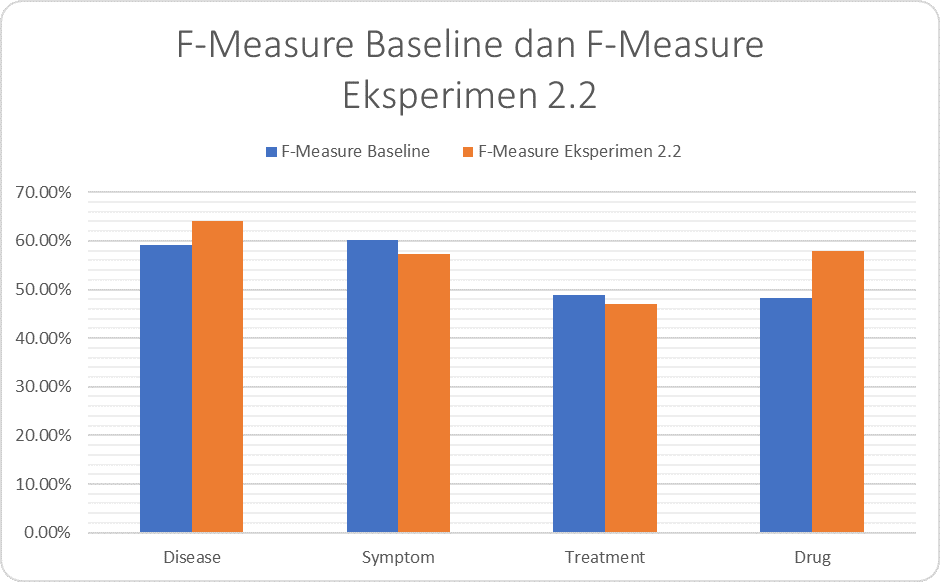 F-Measure Baseline dan F-Measure
Eksperimen 2.2
F-Measure Baseline
F-Measure Eksperimen 2.2
70.00%
60.00%
50.00%
40.00%
30.00%
20.00%
10.00%
0.00%
Disease
Symptom
Treatment
Drug